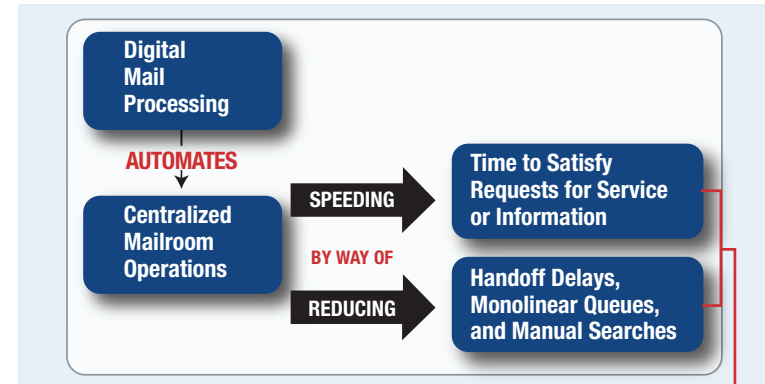 Digital
Mail
Processing
AUTOMATES
Centralized
Mailroom
Operations
SPEEDING
BY WAY OF
REDUCING
Time to Satisfy
Requests for Service
or Information
Handoff Delays,
Monolinear Queues,
and Manual Searches